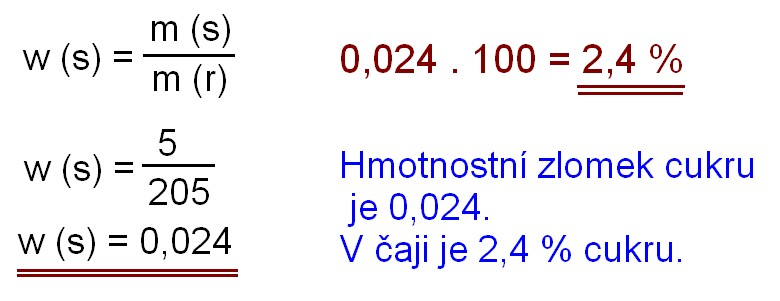 w (s) = m (s) / m (r)
w (s) = 5 / 205
w (s) = 0,024
0,024 . 100 = 2,4 %
Hmotnostní zlomek cukru
je 0,024.
V čaji je 2,4 % cukru.